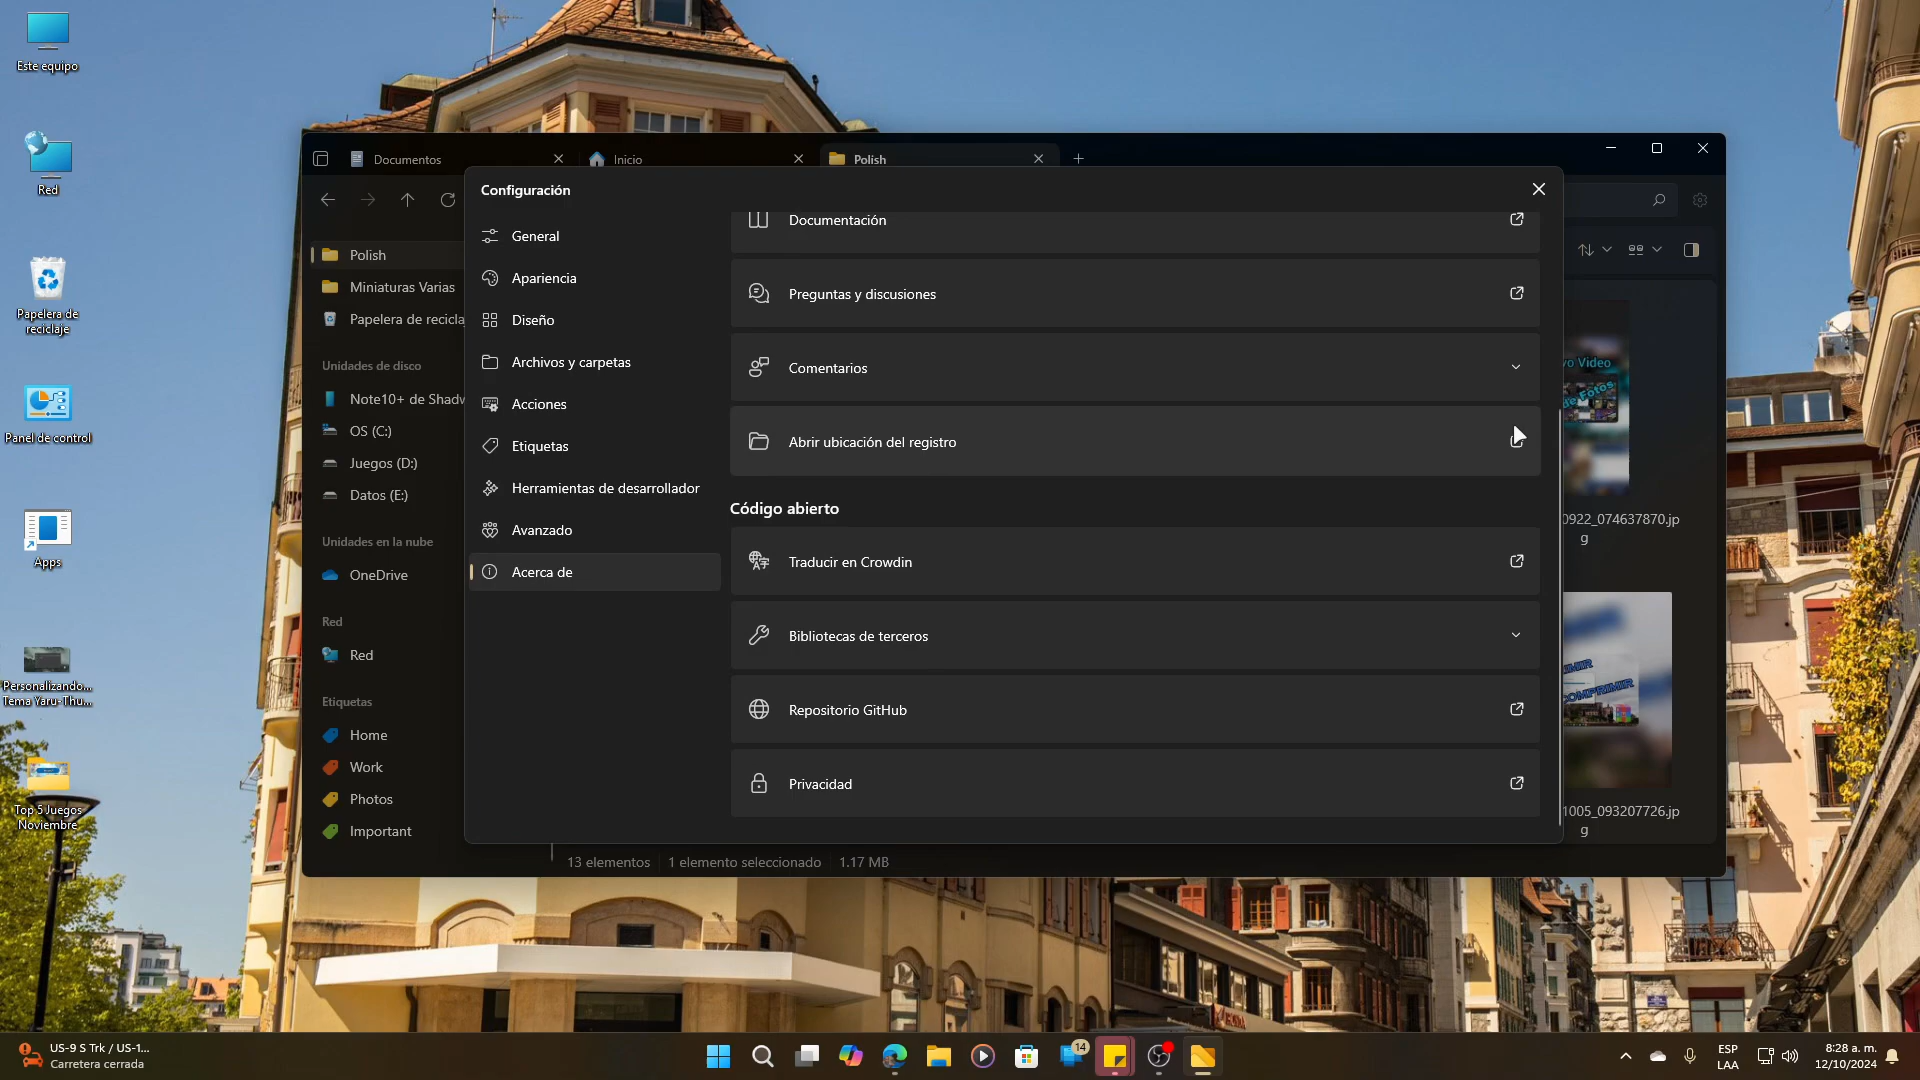 Este equipo
Red
Papelera de
reciclaje
Panel de control
Apps
Personalizando...
Tema Yaru-Thu...
Top 5 Juegos
Noviembre
Documentos
Inicio
Polish
Polish
Miniaturas Varias
Papelera de recicla
Unidades de disco
Note10+ de Shadw
OS (C:)
Juegos (D:)
Datos (E:)
Unidades en la nube
OneDrive
Red
Red
Etiquetas
Home
Work
Photos
Important
Configuración
General
Apariencia
Diseño
Archivos y carpetas
Acciones
Etiquetas
Herramientas de desarrollador
Avanzado
Acerca de
Documentación
Preguntas y discusiones
Comentarios
Abrir ubicación del registro
Código abierto
Traducir en Crowdin
Bibliotecas de terceros
Repositorio GitHub
Privacidad
vo Video
de Fotos
0922_074637870.jp
g
1005_093207726.jp
g
13 elementos
1 elemento seleccionado
1.17 MB
US-9 S Trk / US-1...
Carretera cerrada
14
ESP
LAA
8:28 a. m.
12/10/2024